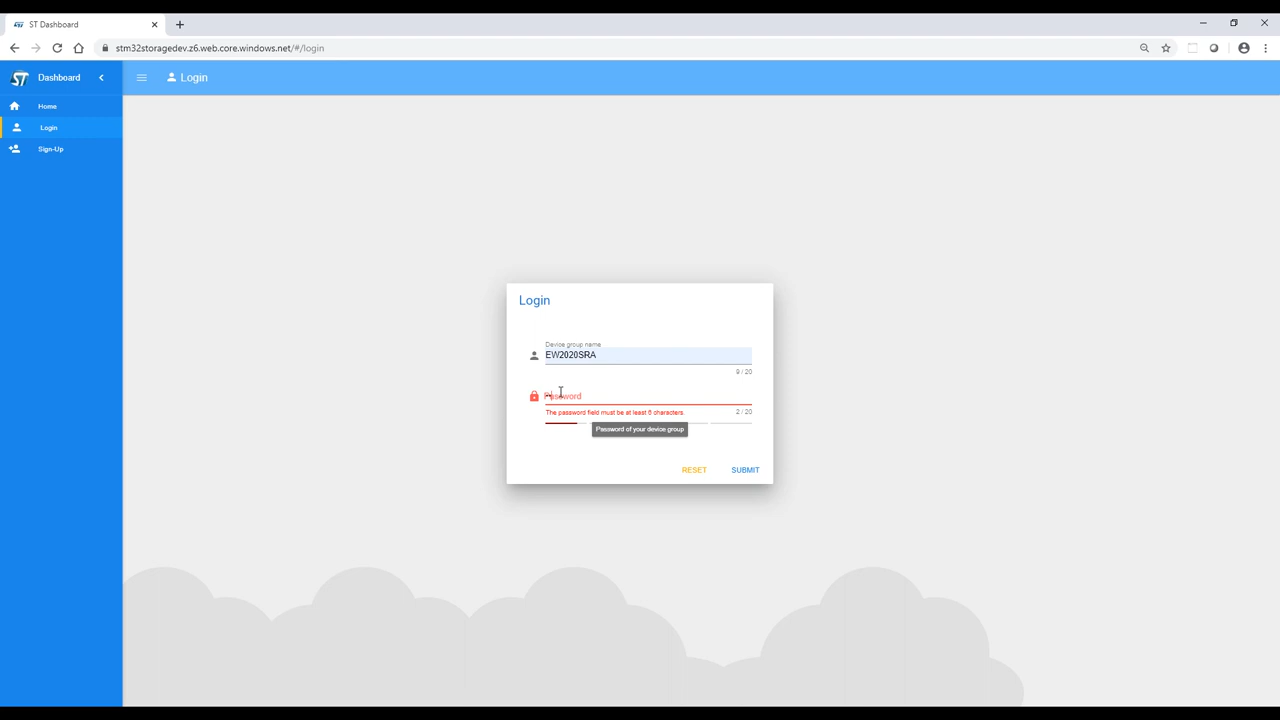 ST Dashboard
stm32storagedev.z6.web.core.windows.net/#/login
ST Dashboard
Login
Home
Login
Sign-Up
Login
Device group name
EW2020SRA
9 / 20
Password
The password field must be at least 6 characters.
2 / 20
Password of your device group
RESET
SUBMIT